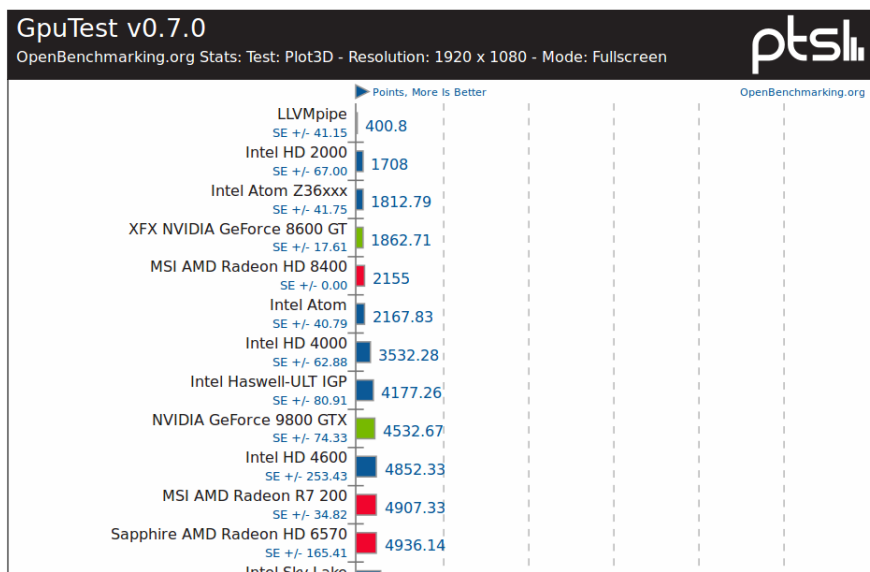 GpuTest v0.7.0
OpenBenchmarking.org Stats: Test: Plot3D - Resolution: 1920 x 1080 - Mode: Fullscreen
ptsl
Points, More Is Better
OpenBenchmarking.org
LLVMpipe
SE +/- 41.15
400.8
Intel HD 2000
SE +/- 67.00
1708
Intel Atom Z36xxx
SE +/- 41.75
1812.79
XFX NVIDIA GeForce 8600 GT
SE +/- 17.61
1862.71
MSI AMD Radeon HD 8400
SE +/- 0.00
2155
Intel Atom
SE +/- 40.79
2167.83
Intel HD 4000
SE +/- 62.88
3532.28
Intel Haswell-ULT IGP
SE +/- 80.91
4177.26
NVIDIA GeForce 9800 GTX
SE +/- 74.33
4532.67
Intel HD 4600
SE +/- 253.43
4852.33
MSI AMD Radeon R7 200
SE +/- 34.82
4907.33
Sapphire AMD Radeon HD 6570
SE +/- 165.41
4936.14
Intel Sky Lake